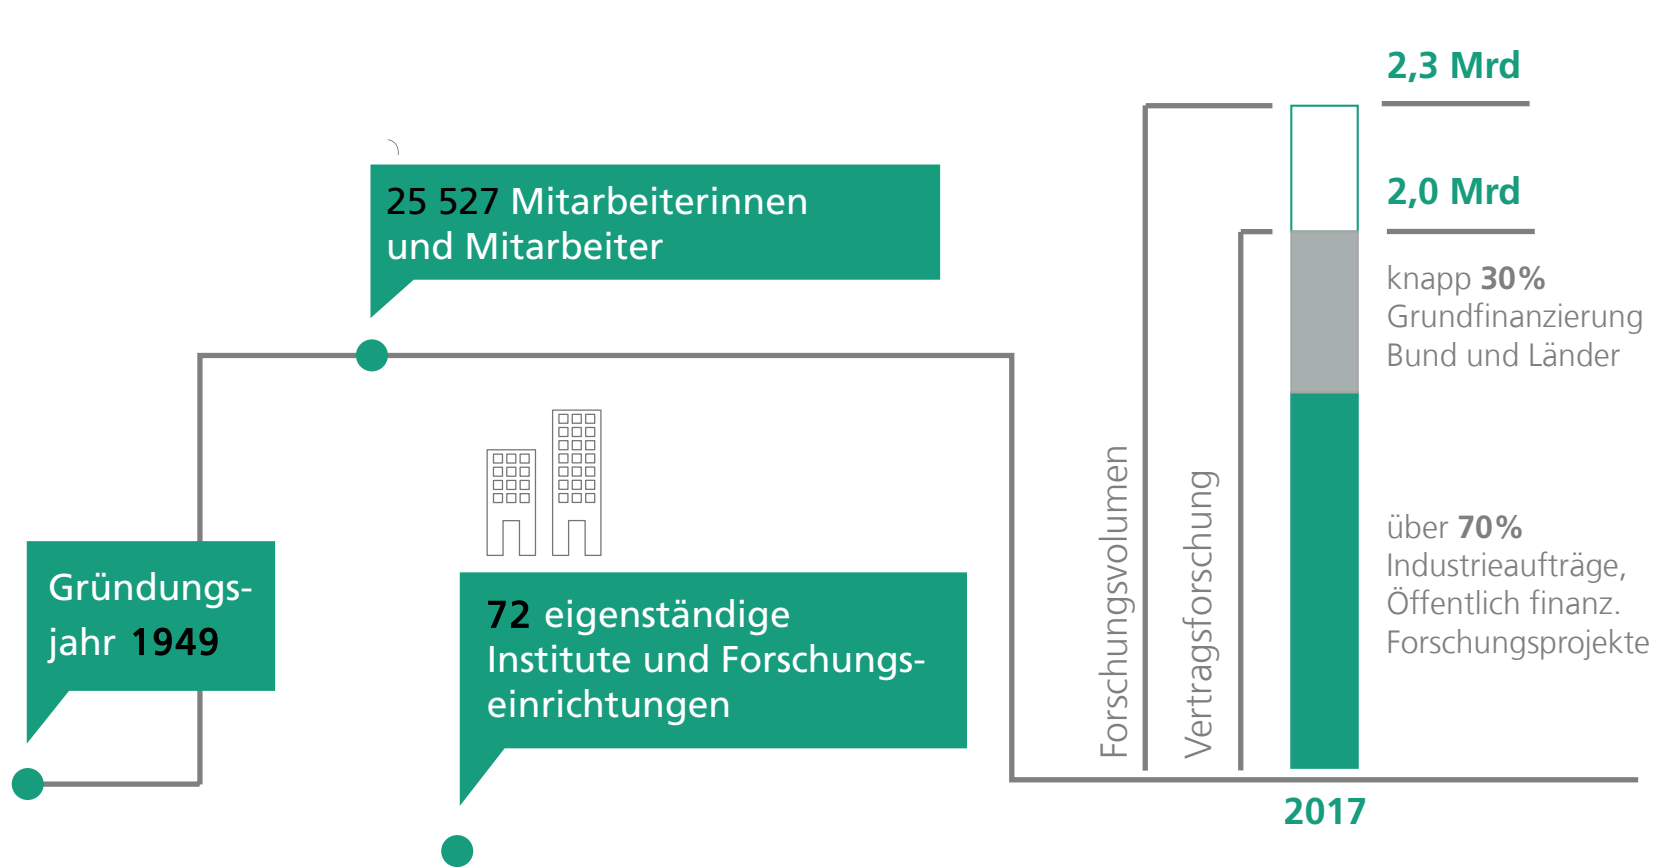 25 527 Mitarbeiterinnen
und Mitarbeiter
Gründungs-
jahr 1949
72 eigenständige
Institute und Forschungs-
einrichtungen
Forschungsvolumen
Vertragsforschung
2,3 Mrd
2,0 Mrd
knapp 30%
Grundfinanzierung
Bund und Länder
über 70%
Industrieaufträge,
Öffentlich finanz.
Forschungsprojekte
2017